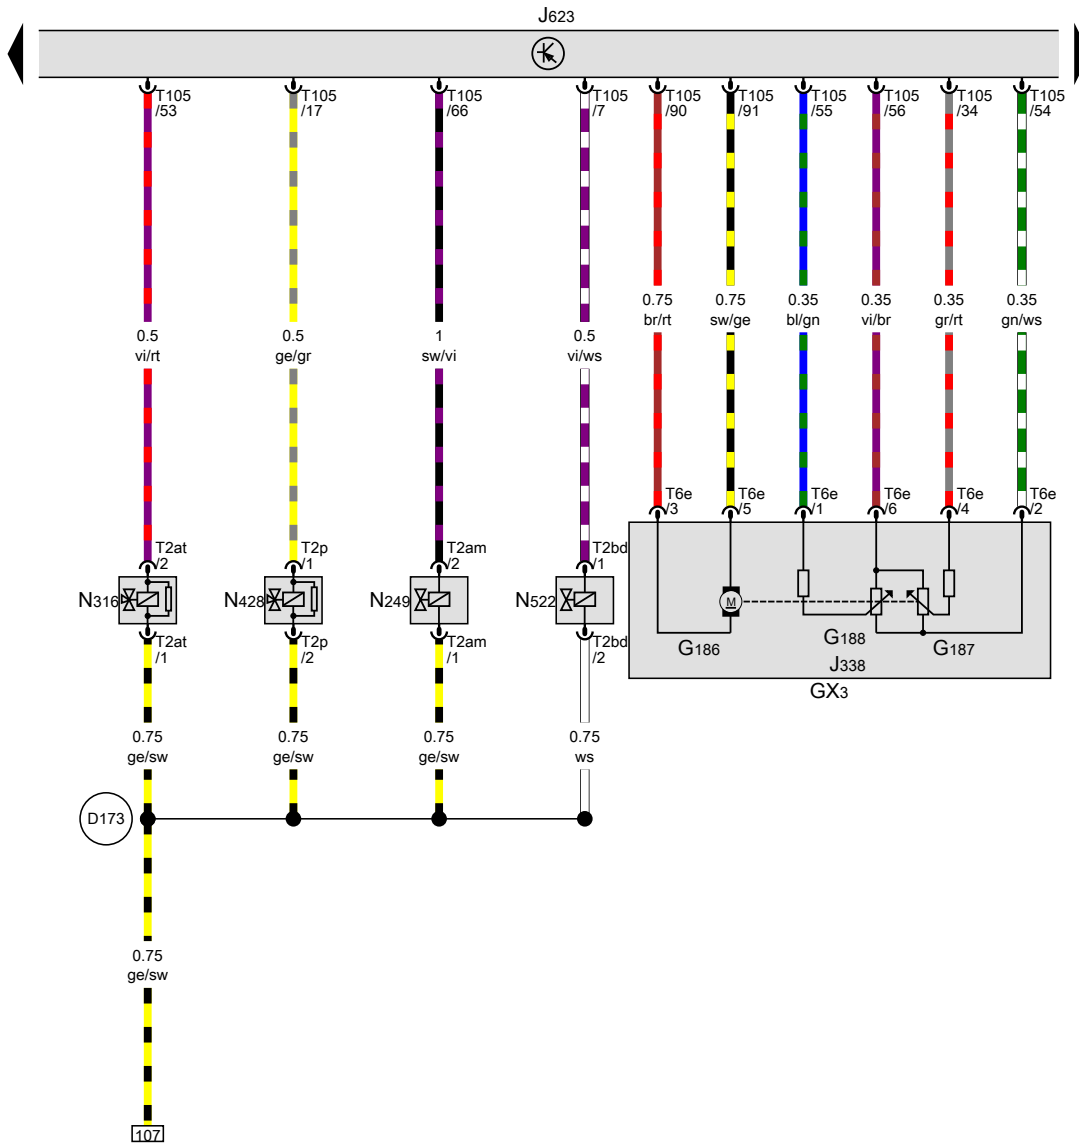 J623
T105 T105 T105 T105 T105 T105 T105 T105 T105 T105
/53 /17 /66 /7 /90 /91 /55 /56 /34 /54
0.75 0.75 0.35 0.35 0.35 0.35
br/rt sw/ge bl/gn vi/br gr/rt gn/ws
0.5 0.5 1 0.5
vi/rt ge/gr sw/vi vi/ws
T6e T6e T6e T6e T6e T6e
/3 /5 /1 /6 /4 /2
T2at T2p T2am T2bd
/2 /1 /2 /1
N316 N428 N249 N522
M
T2at T2p T2am T2bd
/1 /2 /1 /2
G186 G188 G187
J338
GX3
0.75 0.75 0.75 0.75
ge/sw ge/sw ge/sw ws
D173
0.75
ge/sw
107